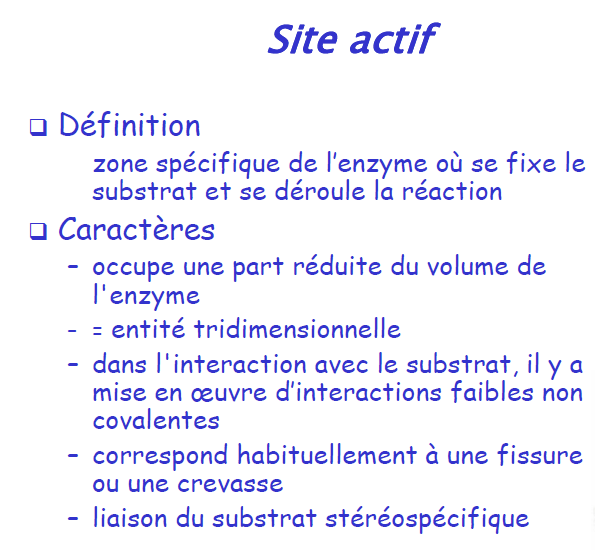 Site actif
❑ Définition
zone spécifique de l’enzyme où se fixe le
substrat et se déroule la réaction
❑ Caractères
– occupe une part réduite du volume de
l'enzyme
- = entité tridimensionnelle
– dans l'interaction avec le substrat, il y a
mise en œuvre d’interactions faibles non
covalentes
– correspond habituellement à une fissure
ou une crevasse
– liaison du substrat stéréospécifique